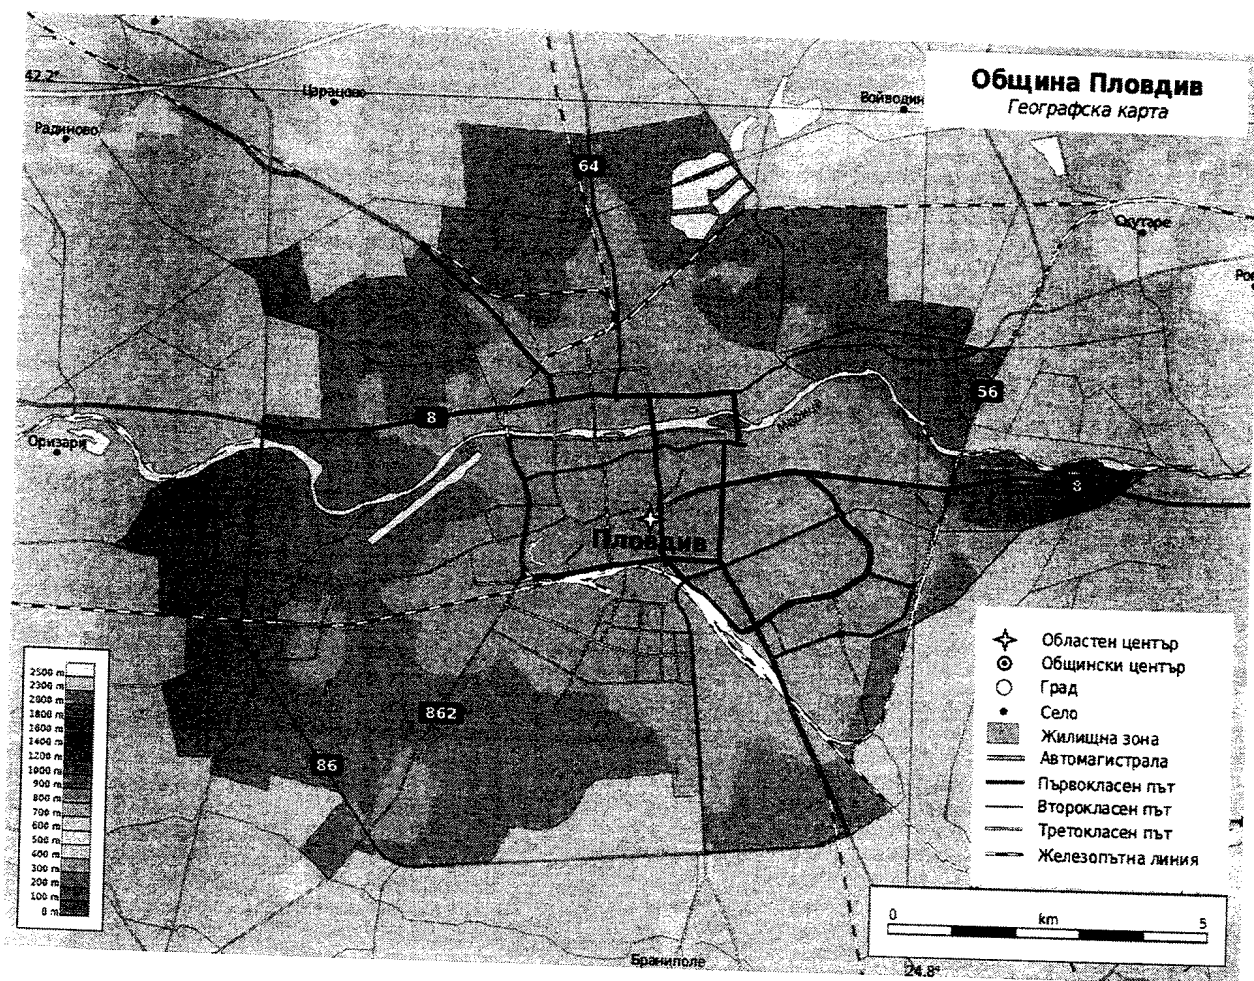 Община Пловдив
Географска карта
42.2°
Царацово
Войводин
Радиново
64
Скутаре
56
8
Марица
Оризари
8
Пловдив
862
86
Браниполе
24.8°
2500 m
2300 m
2000 m
1800 m
1600 m
1400 m
1200 m
1000 m
900 m
800 m
700 m
600 m
500 m
400 m
300 m
200 m
100 m
0 m
Областен център
Общински център
Град
Село
Жилищна зона
Автомагистрала
Първокласен път
Второкласен път
Третокласен път
Железопътна линия
0 km 5